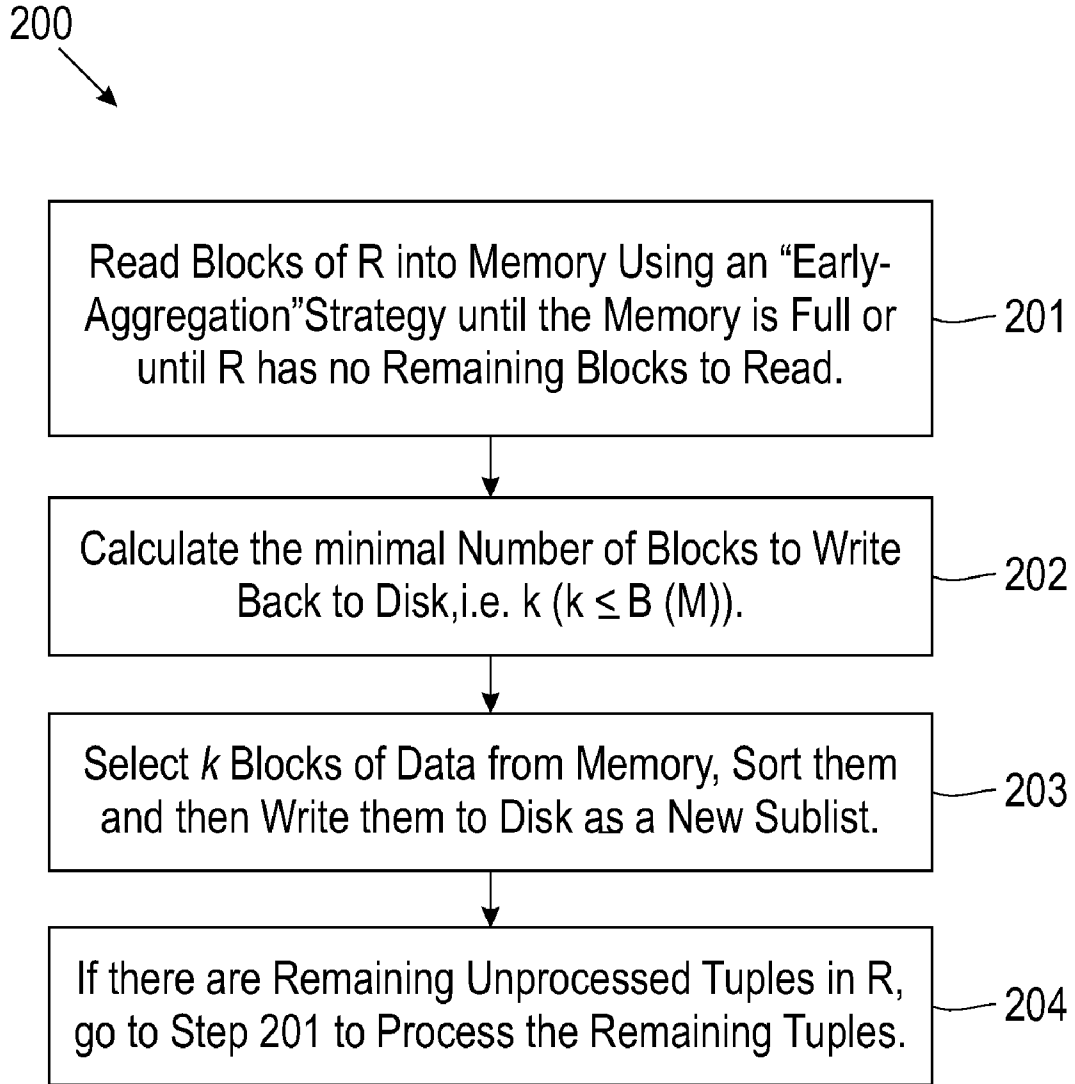 200
Read Blocks of R into Memory Using an “Early-
Aggregation”Strategy until the Memory is Full or
until R has no Remaining Blocks to Read.
201
Calculate the minimal Number of Blocks to Write
Back to Disk,i.e. k (k ≤ B (M)).
202
Select k Blocks of Data from Memory, Sort them
and then Write them to Disk as a New Sublist.
203
If there are Remaining Unprocessed Tuples in R,
go to Step 201 to Process the Remaining Tuples.
204